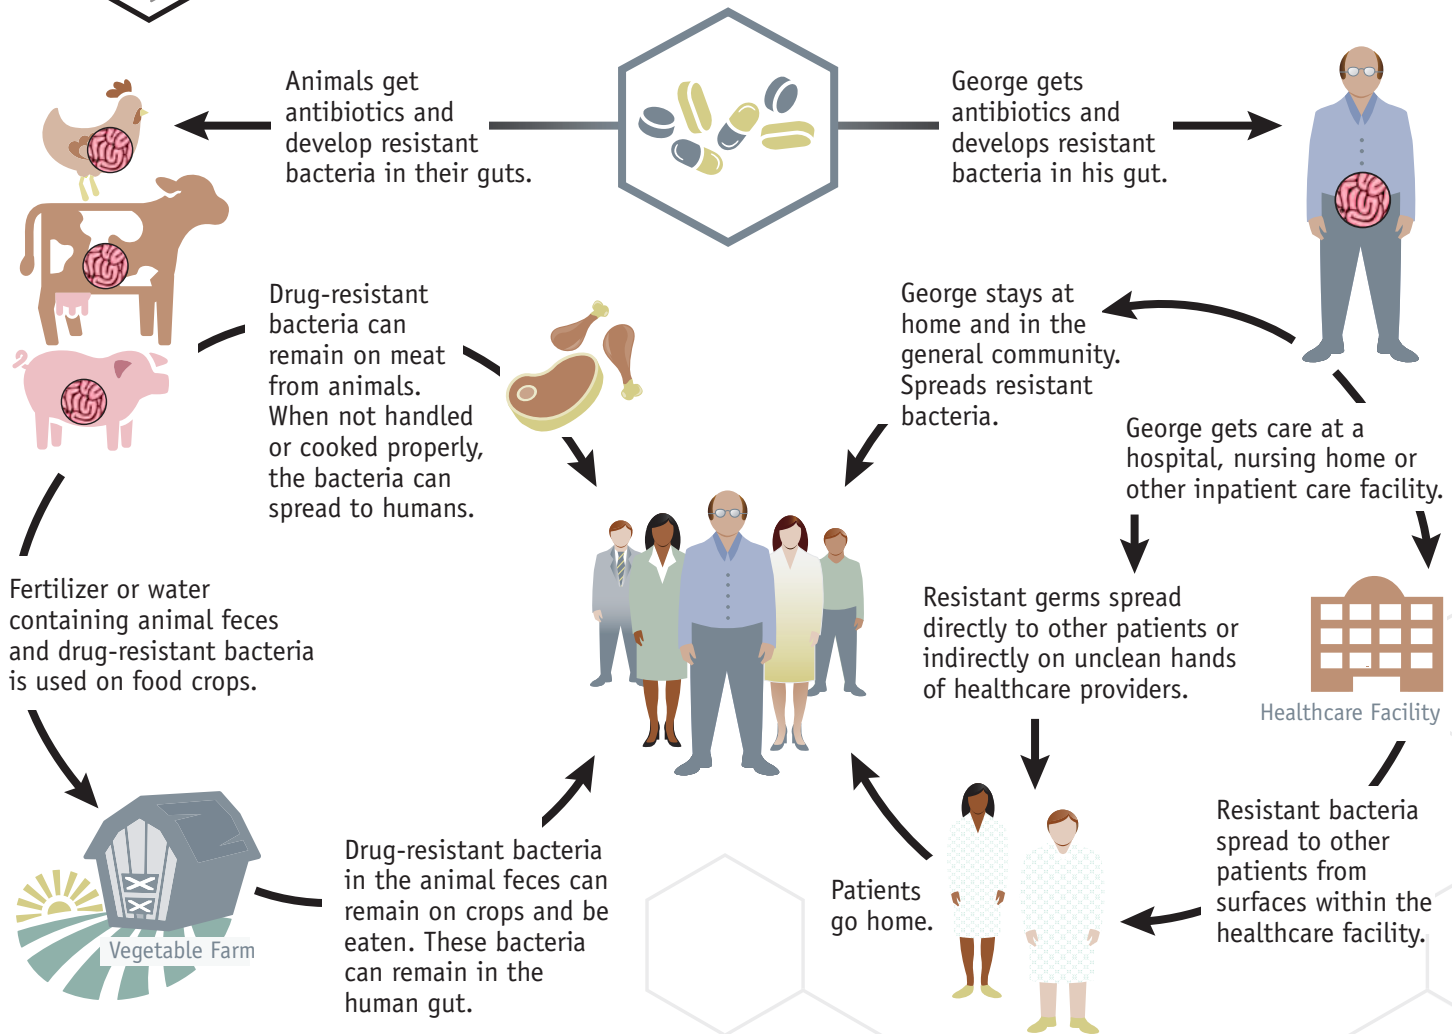 Animals get
antibiotics and
develop resistant
bacteria in their guts.
George gets
antibiotics and
develops resistant
bacteria in his gut.
Drug-resistant
bacteria can
remain on meat
from animals.
When not handled
or cooked properly,
the bacteria can
spread to humans.
George stays at
home and in the
general community.
Spreads resistant
bacteria.
George gets care at a
hospital, nursing home or
other inpatient care facility.
Fertilizer or water
containing animal feces
and drug-resistant bacteria
is used on food crops.
Resistant germs spread
directly to other patients or
indirectly on unclean hands
of healthcare providers.
Healthcare Facility
Vegetable Farm
Drug-resistant bacteria
in the animal feces can
remain on crops and be
eaten. These bacteria
can remain in the
human gut.
Patients
go home.
Resistant bacteria
spread to other
patients from
surfaces within the
healthcare facility.